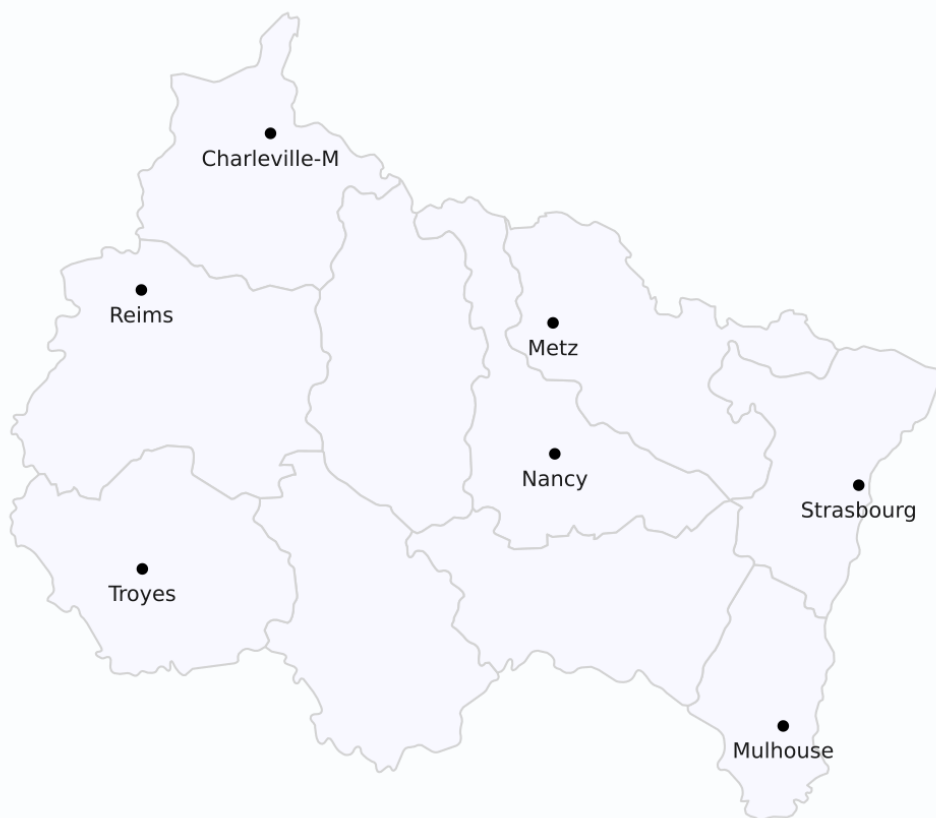 Charleville-M
Reims
Metz
Nancy
Strasbourg
Troyes
Mulhouse